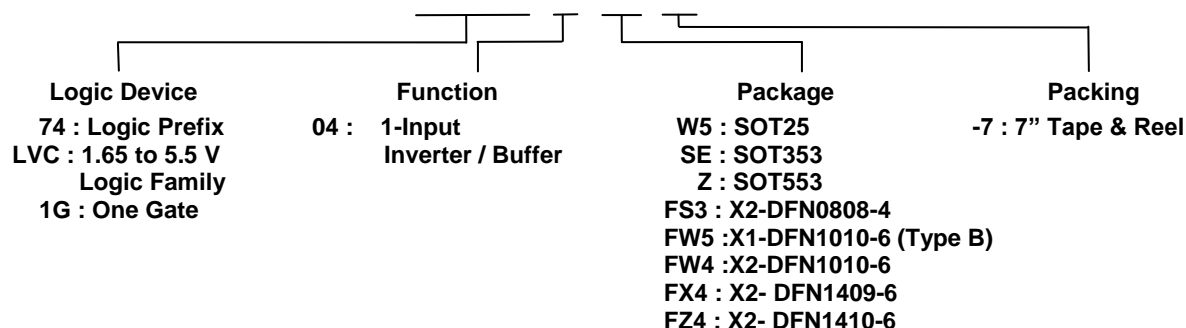 Logic Device
74 : Logic Prefix
LVC : 1.65 to 5.5 V
Logic Family
1G : One Gate
Function
04 : 1-Input
Inverter / Buffer
Package
W5 : SOT25
SE : SOT353
Z : SOT553
FS3 : X2-DFN0808-4
FW5 :X1-DFN1010-6 (Type B)
FW4 :X2-DFN1010-6
FX4 : X2- DFN1409-6
FZ4 : X2- DFN1410-6
Packing
-7 : 7” Tape & Reel